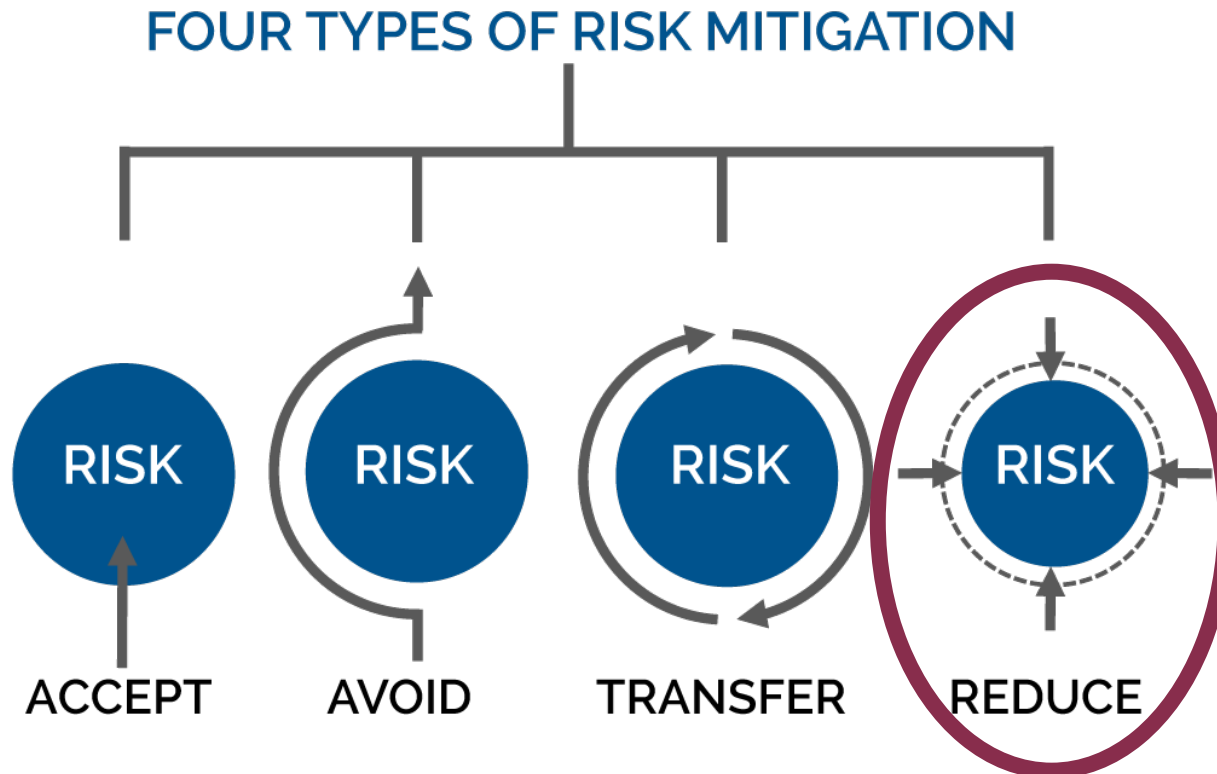 FOUR TYPES OF RISK MITIGATION
RISK
RISK
RISK
RISK
ACCEPT
AVOID
TRANSFER
REDUCE